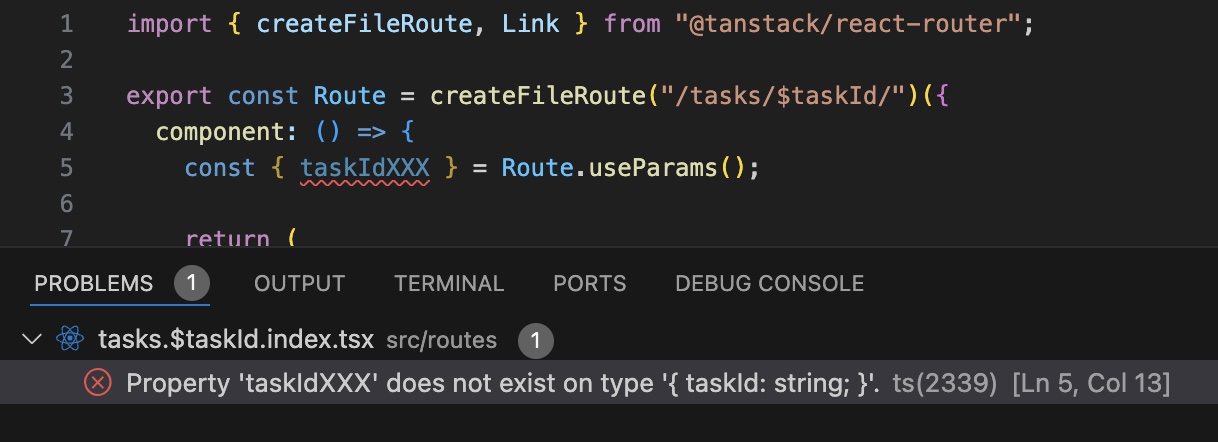 1 import { createFileRoute, Link } from "@tanstack/react-router";
2
3 export const Route = createFileRoute("/tasks/$taskId/")({
4 component: () => {
5 const { taskIdXXX } = Route.useParams();
6
7 return (
PROBLEMS 1 OUTPUT TERMINAL PORTS DEBUG CONSOLE
tasks.$taskId.index.tsx src/routes 1
Property 'taskIdXXX' does not exist on type '{ taskId: string; }'. ts(2339) [Ln 5, Col 13]